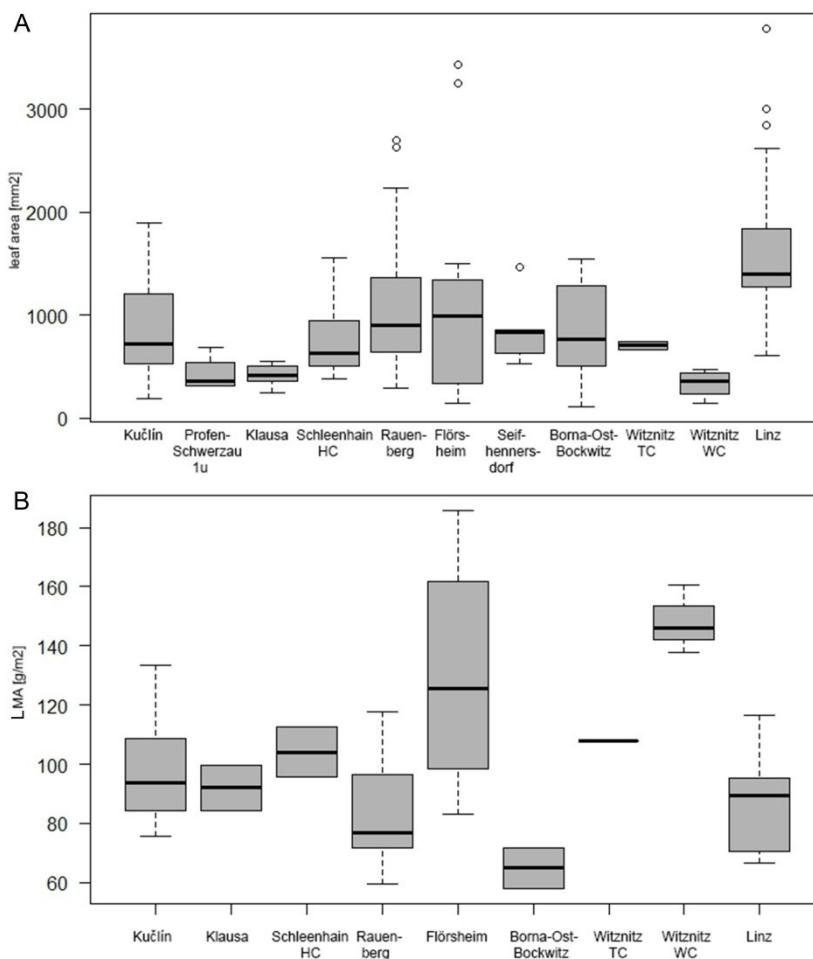 A
leaf area [mm2]
3000
2000
1000
0
Kučlín
Profen-
Schwerzau
1u
Klausa
Schleenhain
HC
Rauen-
berg
Flörs-
heim
Seif-
henners-
dorf
Borna-Ost-
Bockwitz
Witznitz
TC
Witznitz
WC
Linz
B
LMA [g/m2]
180
160
140
120
100
80
60
Kučlín
Klausa
Schleenhain
HC
Rauen-
berg
Flörsheim
Borna-Ost-
Bockwitz
Witznitz
TC
Witznitz
WC
Linz